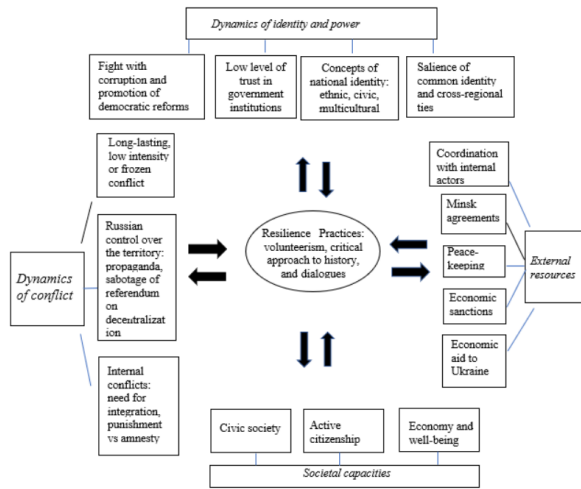 Dynamics of identity and power
Fight with
corruption and
promotion of
democratic reforms
Low level of
trust in
government
institutions
Concepts of
national identity:
ethnic, civic,
multicultural
Salience of
common identity
and cross-regional
ties
Long-lasting,
low intensity
or frozen
conflict
Russian
control over
the territory:
propaganda,
sabotage of
referendum
on
decentralizat
ion
Internal
conflicts:
need for
integration,
punishment
vs amnesty
Dynamics
of conflict
Resilience Practices:
volunteerism, critical
approach to history,
and dialogues
Coordination
with internal
actors
Minsk
agreements
Peace-
keeping
Economic
sanctions
Economic
aid to
Ukraine
External
resources
Civic society
Active
citizenship
Economy and
well-being
Societal capacities